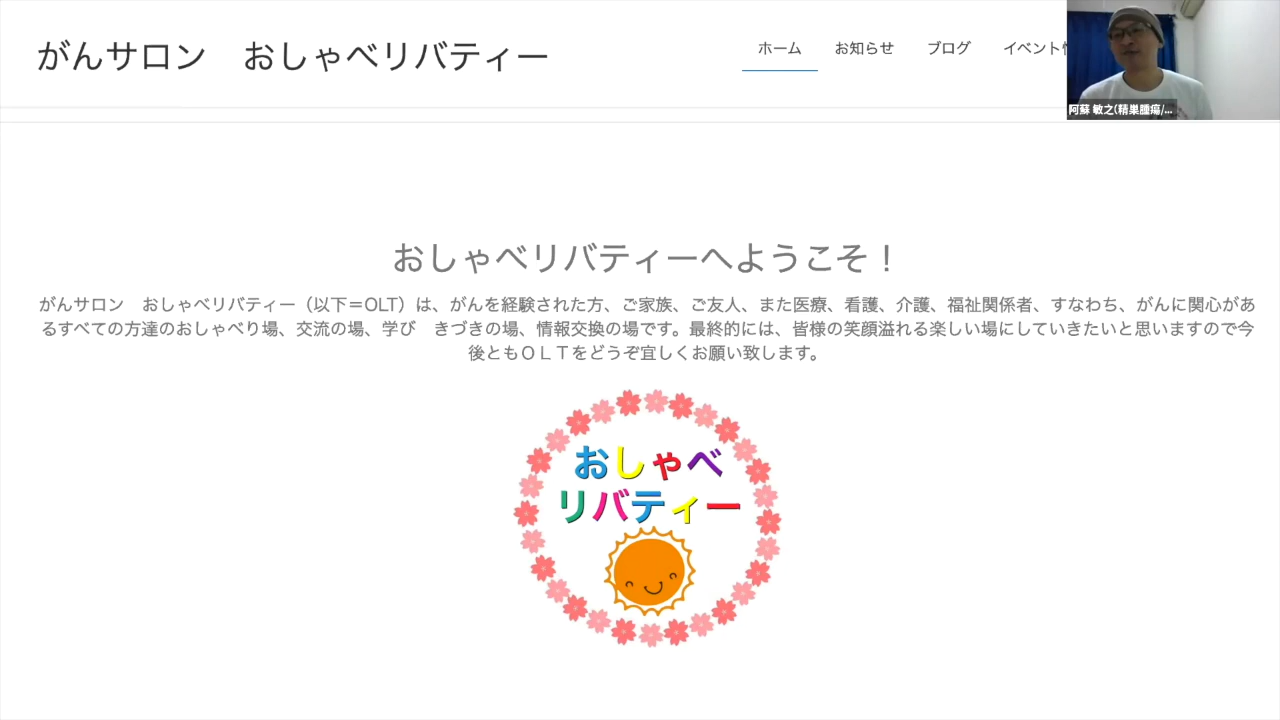 がんサロン　おしゃべリバティー
ホーム
お知らせ
ブログ
イベント
阿蘇 敏之(精巣腫瘍/...
おしゃべリバティーへようこそ！
がんサロン　おしゃべリバティー（以下＝OLT）は、がんを経験された方、ご家族、ご友人、また医療、看護、介護、福祉関係者、すなわち、がんに関心があ
るすべての方達のおしゃべり場、交流の場、学び　きづきの場、情報交換の場です。最終的には、皆様の笑顔溢れる楽しい場にしていきたいと思いますので今
後ともＯＬＴをどうぞ宜しくお願い致します。
おしゃべ
リバティー